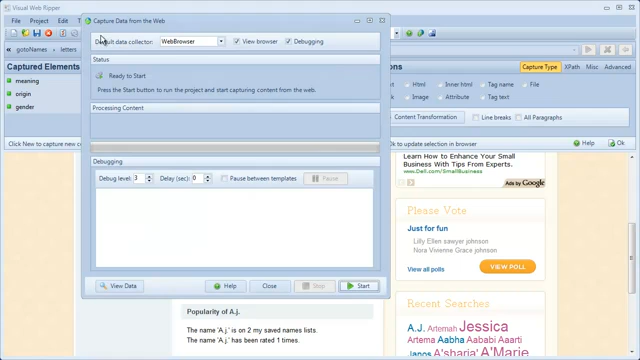 Visual Web Ripper
File Project Ex
gotoNames » letters
Captured Elements
meaning
origin
gender
Click New to capture new c
Capture Data from the Web
Default data collector: WebBrowser View browser Debugging
Status
Ready to Start
Press the Start button to run the project and start capturing content from the web.
Processing Content
Debugging
Debug level: 3 Delay (sec): 0 Pause between templates Pause
View Data Help Close Stop Start
Capture Type XPath Misc Advanced
Html Inner html Tag name File
Image Attribute Tag text
Content Transformation Line breaks All Paragraphs
k to update selection in browser Help Ok
Learn How to Enhance Your Small
Business with Tips From Experts.
www.Dell.com/SmallBusiness
Ads by Google
Please Vote
Just for fun
Lilly Ellen sawyer johnson
Nora Vivienne Grace johnson
View all polls VIEW POLL
Recent Searches
A.J. Artemah Jessica
Artema Aabha Aababi Aaarti
Janos A'sharia' A'Marie
Popularity of A.j.
The name 'A.j.' is on 2 my saved names lists.
The name 'A.j.' has been rated 1 times.